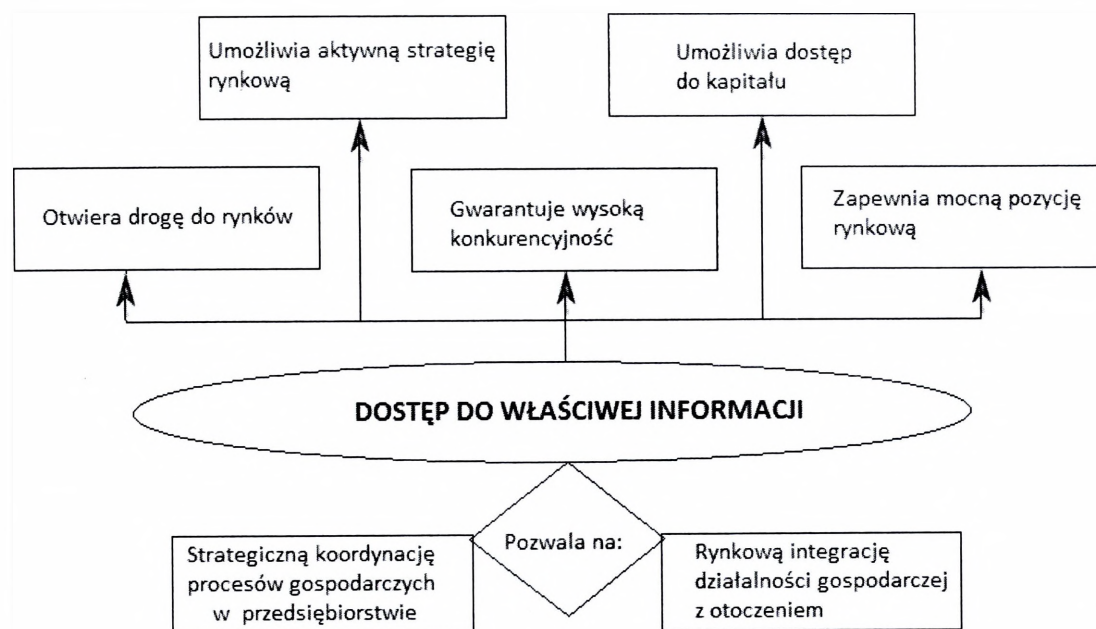 Umożliwia aktywną strategię
rynkową
Umożliwia dostęp
do kapitału
Otwiera drogę do rynków
Gwarantuje wysoką
konkurencyjność
Zapewnia mocną pozycję
rynkową
DOSTĘP DO WŁAŚCIWEJ INFORMACJI
Pozwala na:
Strategiczną koordynację
procesów gospodarczych
w przedsiębiorstwie
Rynkową integrację
działalności gospodarczej
z otoczeniem